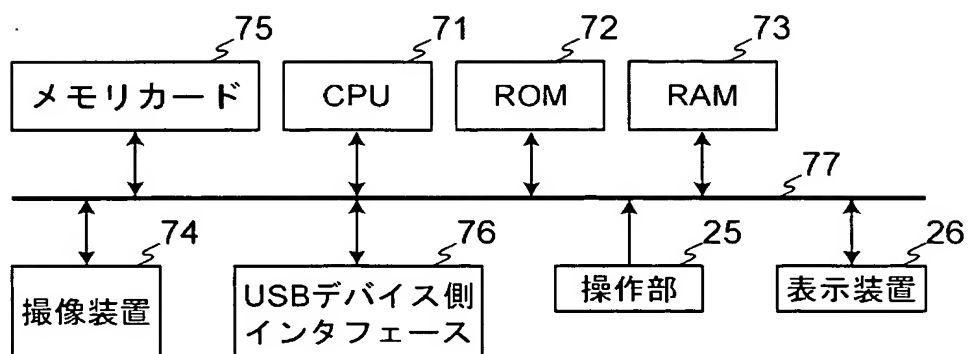 75
71
72
73
メモリカード
CPU
ROM
RAM
77
74
76
25
26
撮像装置
USBデバイス側
インタフェース
操作部
表示装置